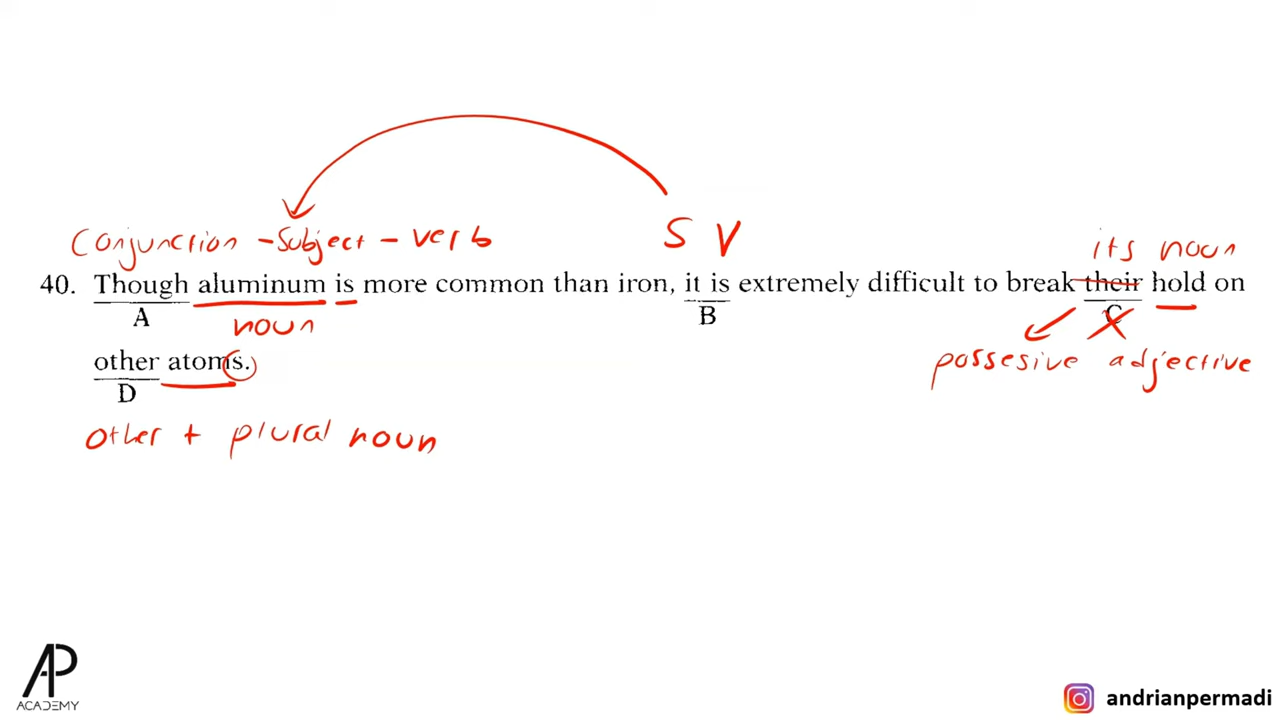 Conjunction - Subject - Verb
S V
its noun
40. Though aluminum is more common than iron, it is extremely difficult to break their hold on
A
B
C
noun
other atoms.
possesive adjective
D
other + plural noun
AP
ACADEMY
andrianpermadi